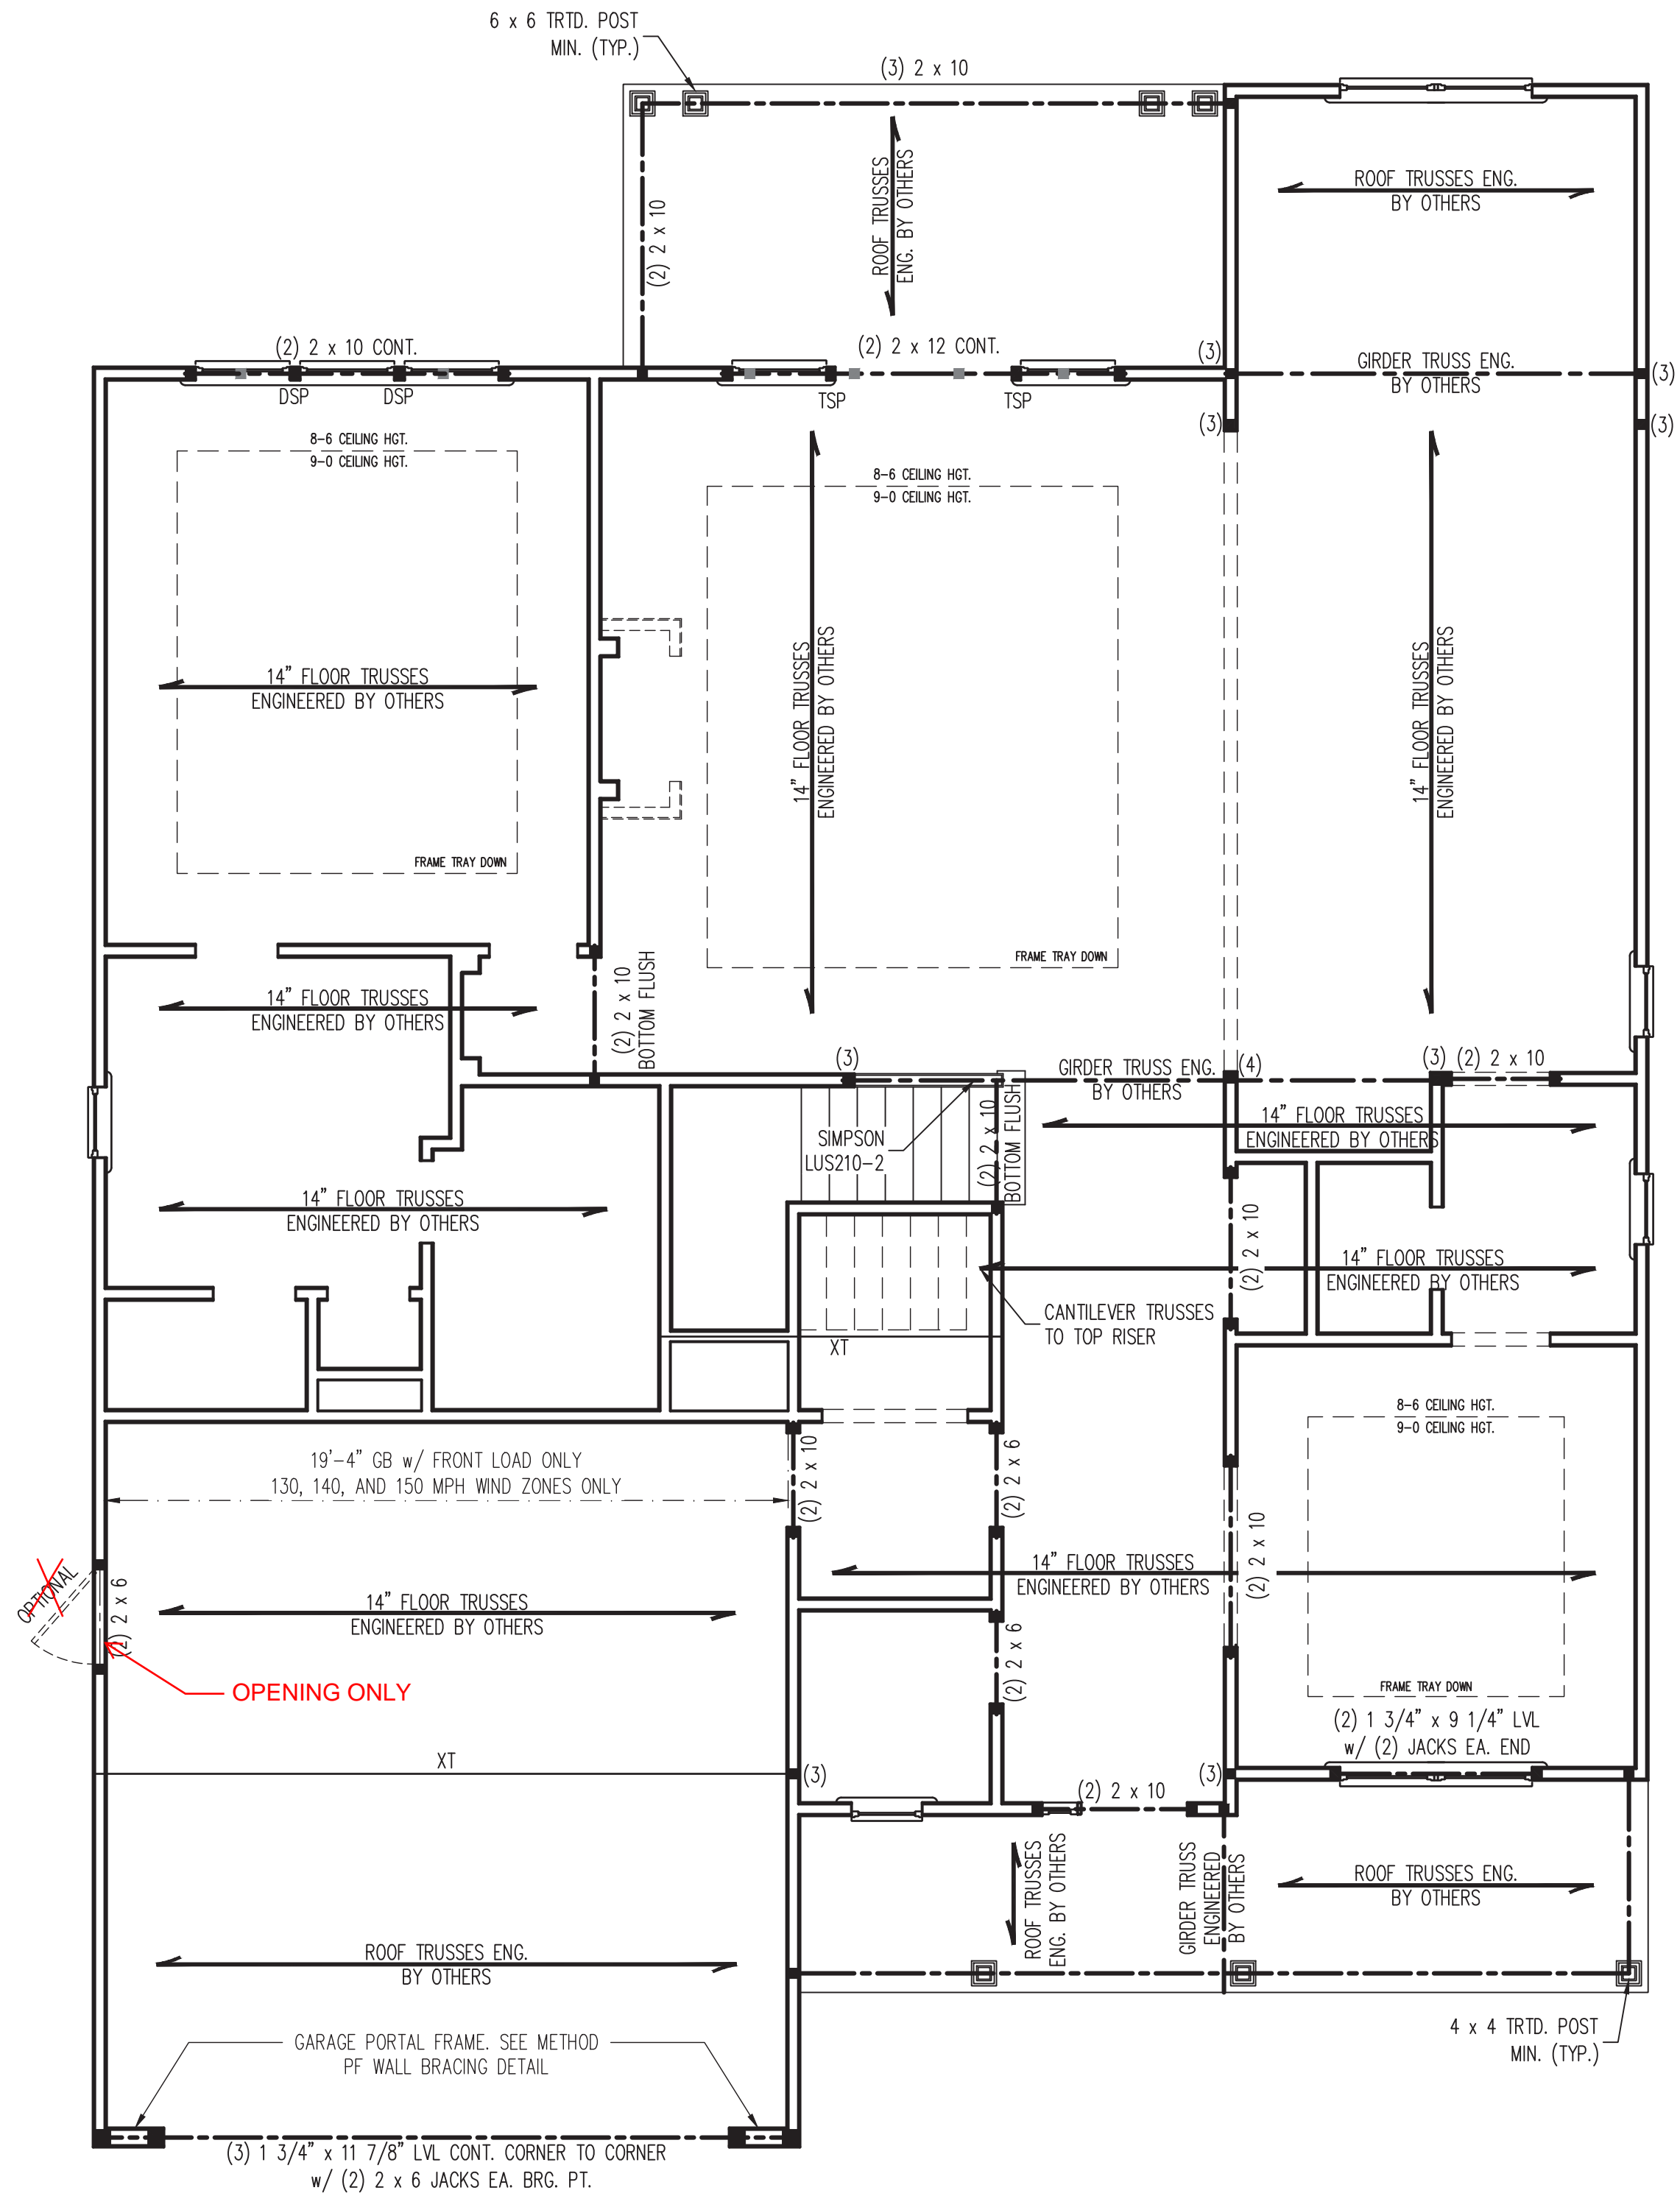 6 x 6 TRTD. POST
MIN. (TYP.)
(3) 2 x 10
ROOF TRUSSES
ENG. BY OTHERS
(2) 2 x 10
ROOF TRUSSES ENG.
BY OTHERS
(2) 2 x 10 CONT.
(2) 2 x 12 CONT.
(3)
GIRDER TRUSS ENG.
BY OTHERS
(3)
DSP
DSP
TSP
TSP
(3)
(3)
8-6 CEILING HGT.
9-0 CEILING HGT.
8-6 CEILING HGT.
9-0 CEILING HGT.
14" FLOOR TRUSSES
ENGINEERED BY OTHERS
14" FLOOR TRUSSES
ENGINEERED BY OTHERS
14" FLOOR TRUSSES
ENGINEERED BY OTHERS
FRAME TRAY DOWN
FRAME TRAY DOWN
14" FLOOR TRUSSES
ENGINEERED BY OTHERS
(2) 2 x 10
BOTTOM FLUSH
(3)
GIRDER TRUSS ENG.
BY OTHERS
(4)
(3)
(2) 2 x 10
14" FLOOR TRUSSES
ENGINEERED BY OTHERS
SIMPSON
LUS210-2
(2) 2 x 10
BOTTOM FLUSH
14" FLOOR TRUSSES
ENGINEERED BY OTHERS
(2) 2 x 10
14" FLOOR TRUSSES
ENGINEERED BY OTHERS
CANTILEVER TRUSSES
TO TOP RISER
XT
8-6 CEILING HGT.
9-0 CEILING HGT.
19'-4" GB w/ FRONT LOAD ONLY
130, 140, AND 150 MPH WIND ZONES ONLY
(2) 2 x 10
(2) 2 x 6
(2) 2 x 10
14" FLOOR TRUSSES
ENGINEERED BY OTHERS
OPTIONAL
(2) 2 x 6
14" FLOOR TRUSSES
ENGINEERED BY OTHERS
OPENING ONLY
(2) 2 x 6
FRAME TRAY DOWN
(2) 1 3/4" x 9 1/4" LVL
w/ (2) JACKS EA. END
XT
(3)
(3)
(2) 2 x 10
ROOF TRUSSES
ENG. BY OTHERS
GIRDER TRUSS
ENGINEERED
BY OTHERS
ROOF TRUSSES ENG.
BY OTHERS
ROOF TRUSSES ENG.
BY OTHERS
GARAGE PORTAL FRAME. SEE METHOD
PF WALL BRACING DETAIL
4 x 4 TRTD. POST
MIN. (TYP.)
(3) 1 3/4" x 11 7/8" LVL CONT. CORNER TO CORNER
w/ (2) 2 x 6 JACKS EA. BRG. PT.